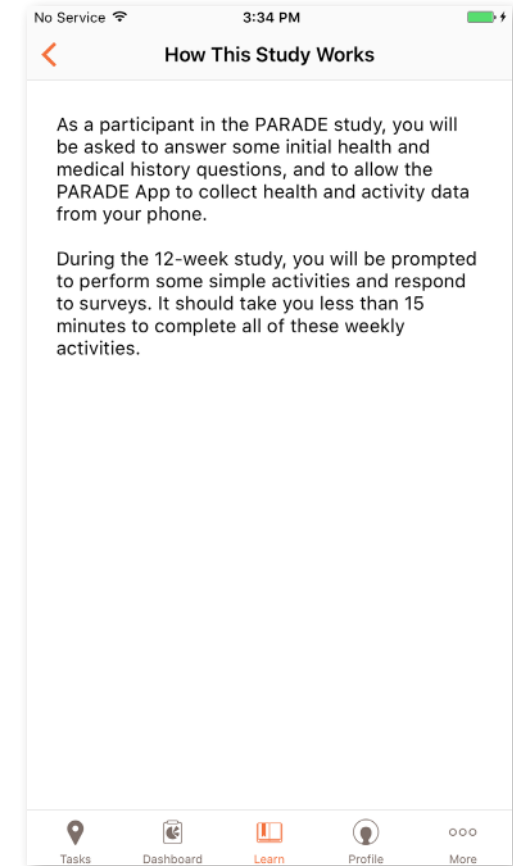 No Service 3:34 PM
How This Study Works
As a participant in the PARADE study, you will
be asked to answer some initial health and
medical history questions, and to allow the
PARADE App to collect health and activity data
from your phone.
During the 12-week study, you will be prompted
to perform some simple activities and respond
to surveys. It should take you less than 15
minutes to complete all of these weekly
activities.
Tasks Dashboard Learn Profile More